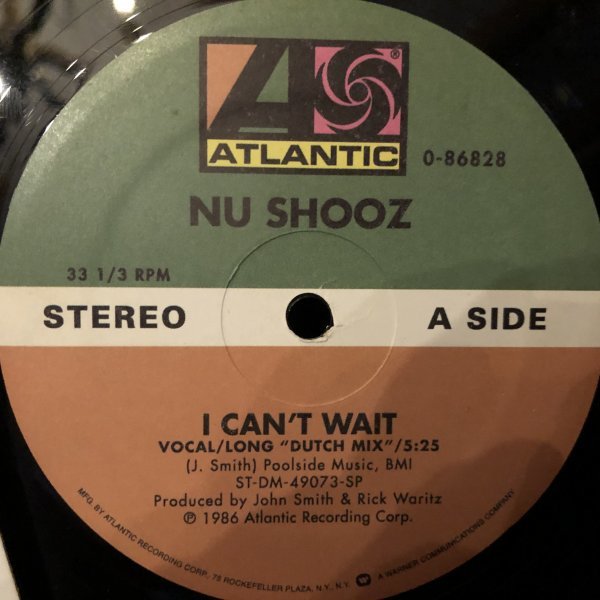 ATLANTIC ®
0-86828
NU SHOOZ
33 1/3 RPM
STEREO
A SIDE
I CAN'T WAIT
VOCAL/LONG "DUTCH MIX"/5:25
(J. Smith) Poolside Music, BMI
ST-DM-49073-SP
Produced by John Smith & Rick Waritz
℗ 1986 Atlantic Recording Corp.
MFG. BY ATLANTIC RECORDING CORP., 75 ROCKEFELLER PLAZA, N.Y., N.Y. A WARNER COMMUNICATIONS COMPANY